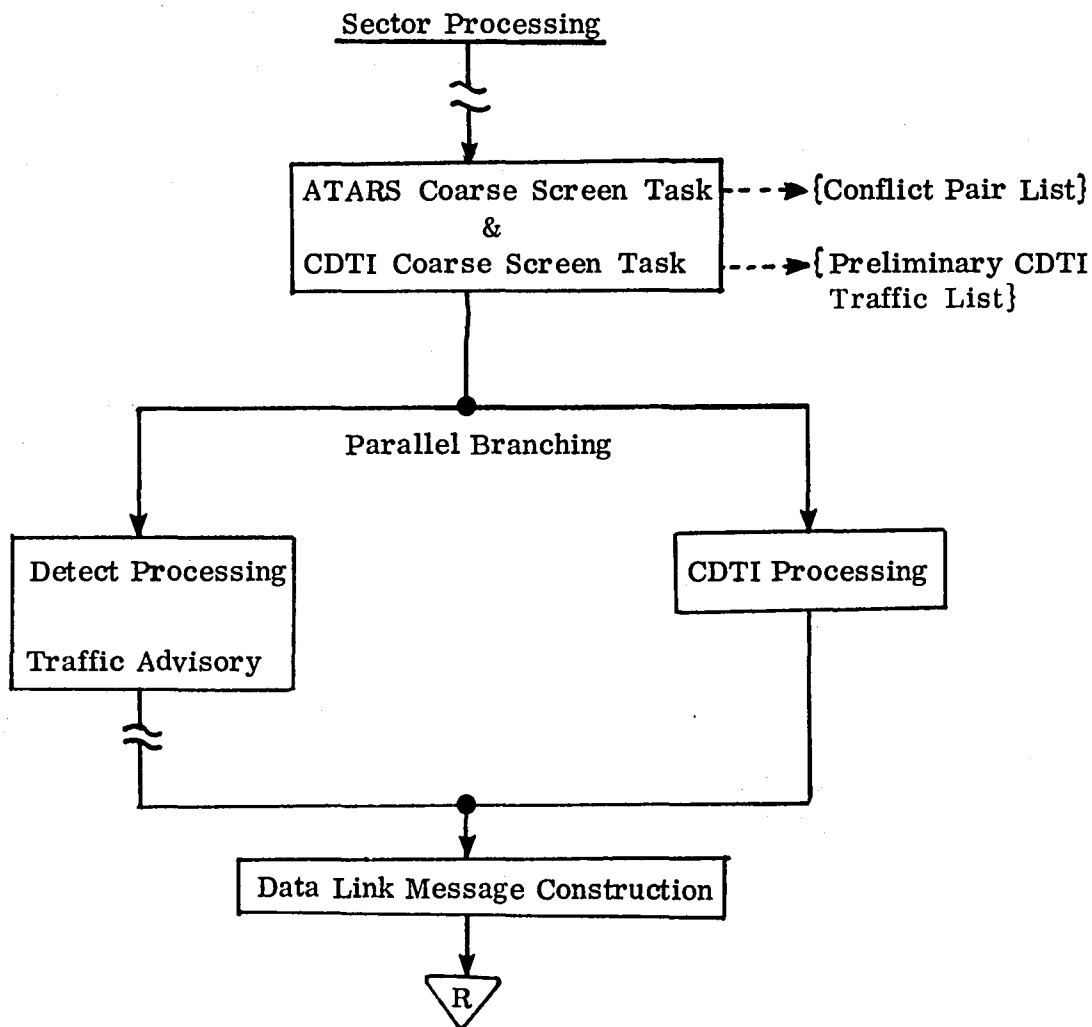 Sector Processing
ATARS Coarse Screen Task
{Conflict Pair List}
&
CDTI Coarse Screen Task
{Preliminary CDTI
Traffic List}
Parallel Branching
Detect Processing
CDTI Processing
Traffic Advisory
Data Link Message Construction
R